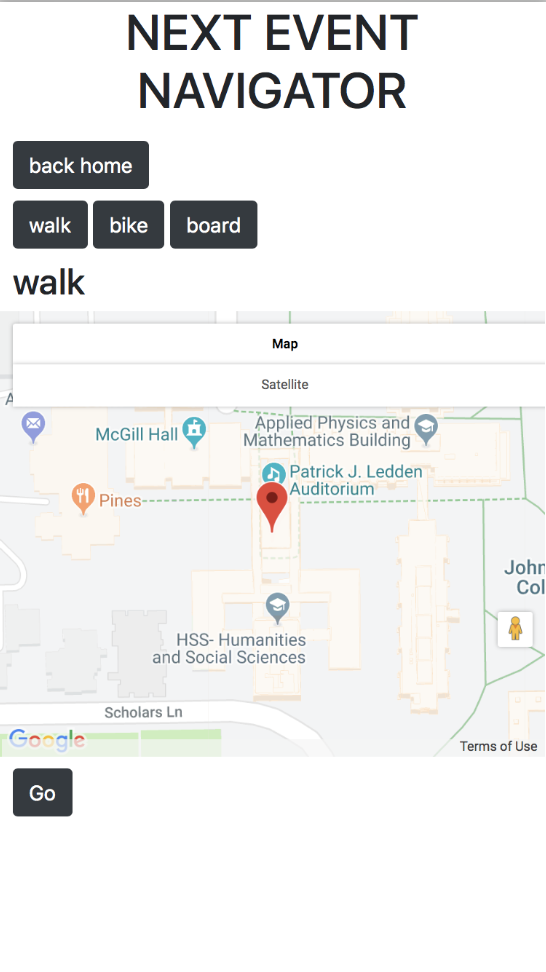 NEXT EVENT
NAVIGATOR
back home
walk bike board
walk
Map
Satellite
A
McGill Hall
Applied Physics and
Mathematics Building
Patrick J. Ledden
Auditorium
Pines
John
Col
HSS- Humanities
and Social Sciences
Scholars Ln
Google
Terms of Use
Go